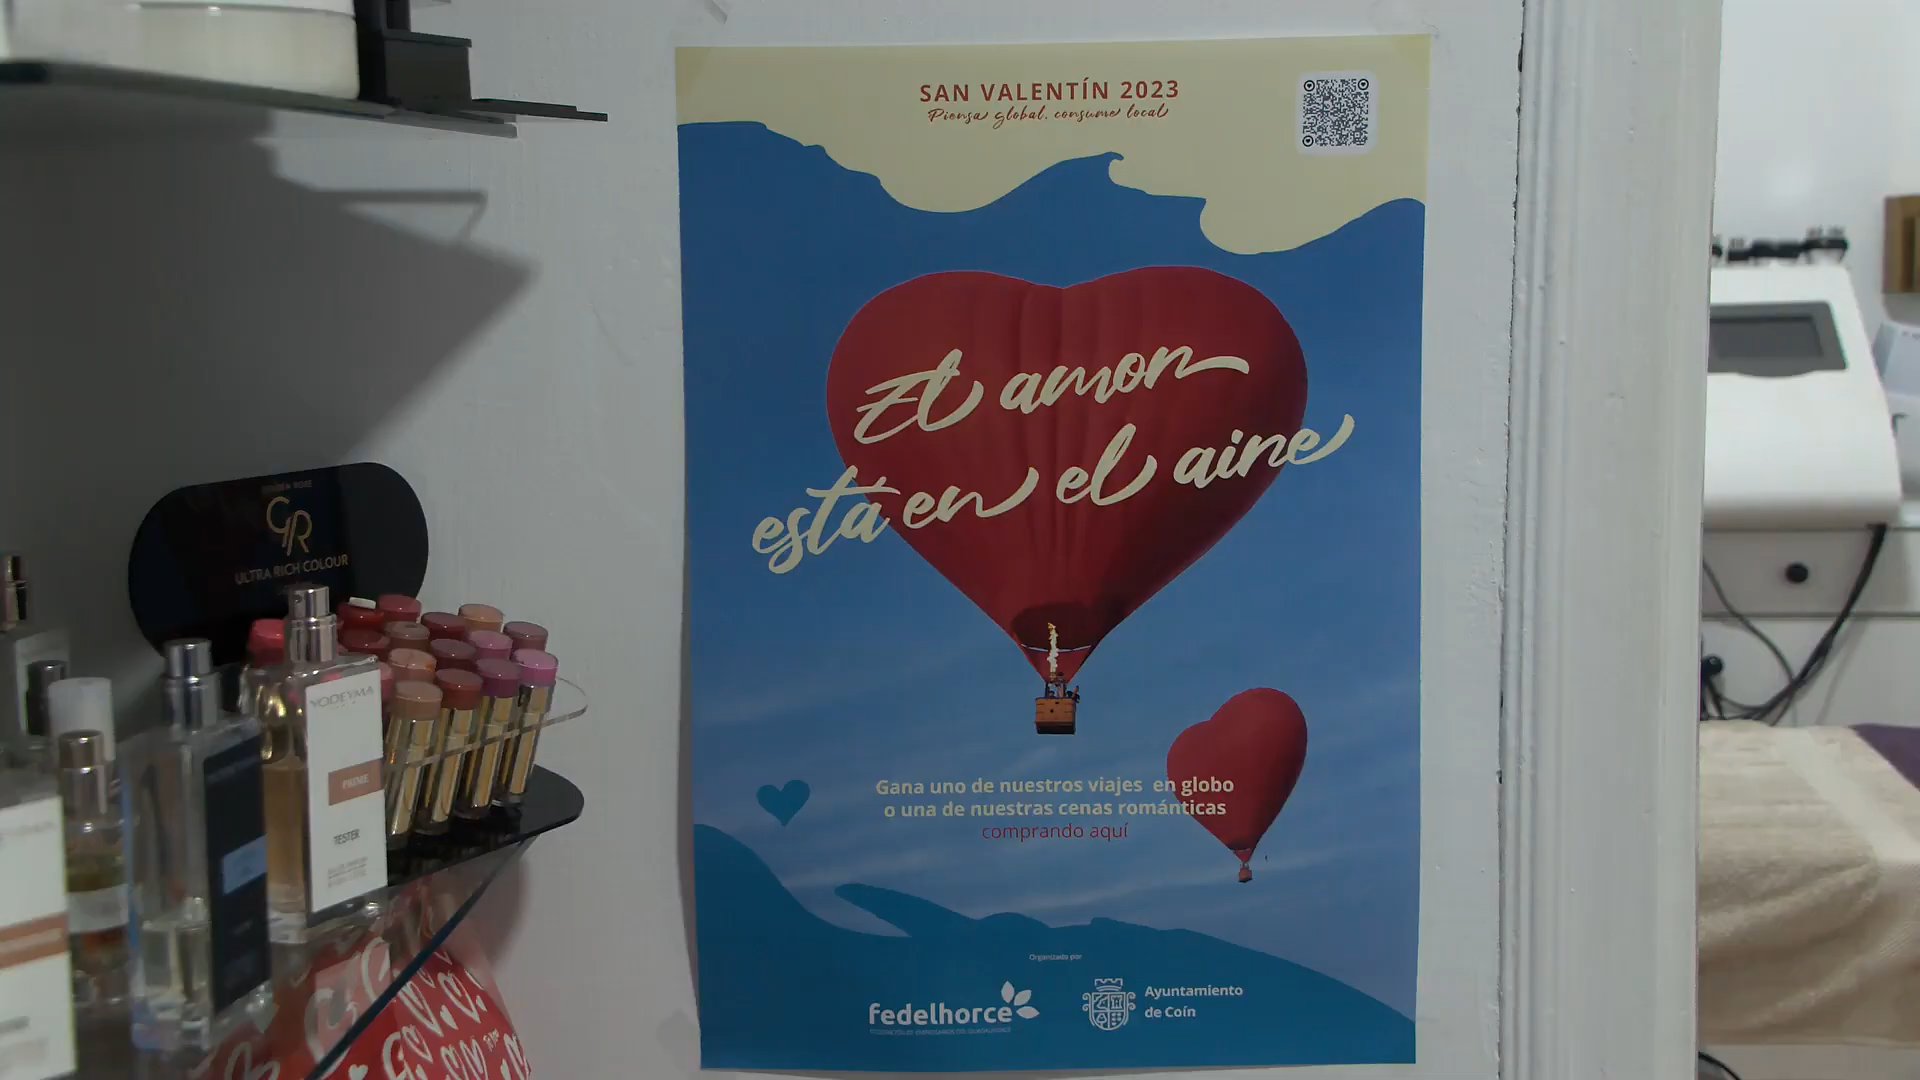 SAN VALENTÍN 2023
Piensa global, consume local
El amor
está en el aire
Gana uno de nuestros viajes en globo
o una de nuestras cenas románticas
comprando aquí
Organizado por
fedelhorce
Ayuntamiento
de Coín
GOLDEN ROSE
GR
ULTRA RICH COLOUR
YODEYMA
PRIME
TESTER